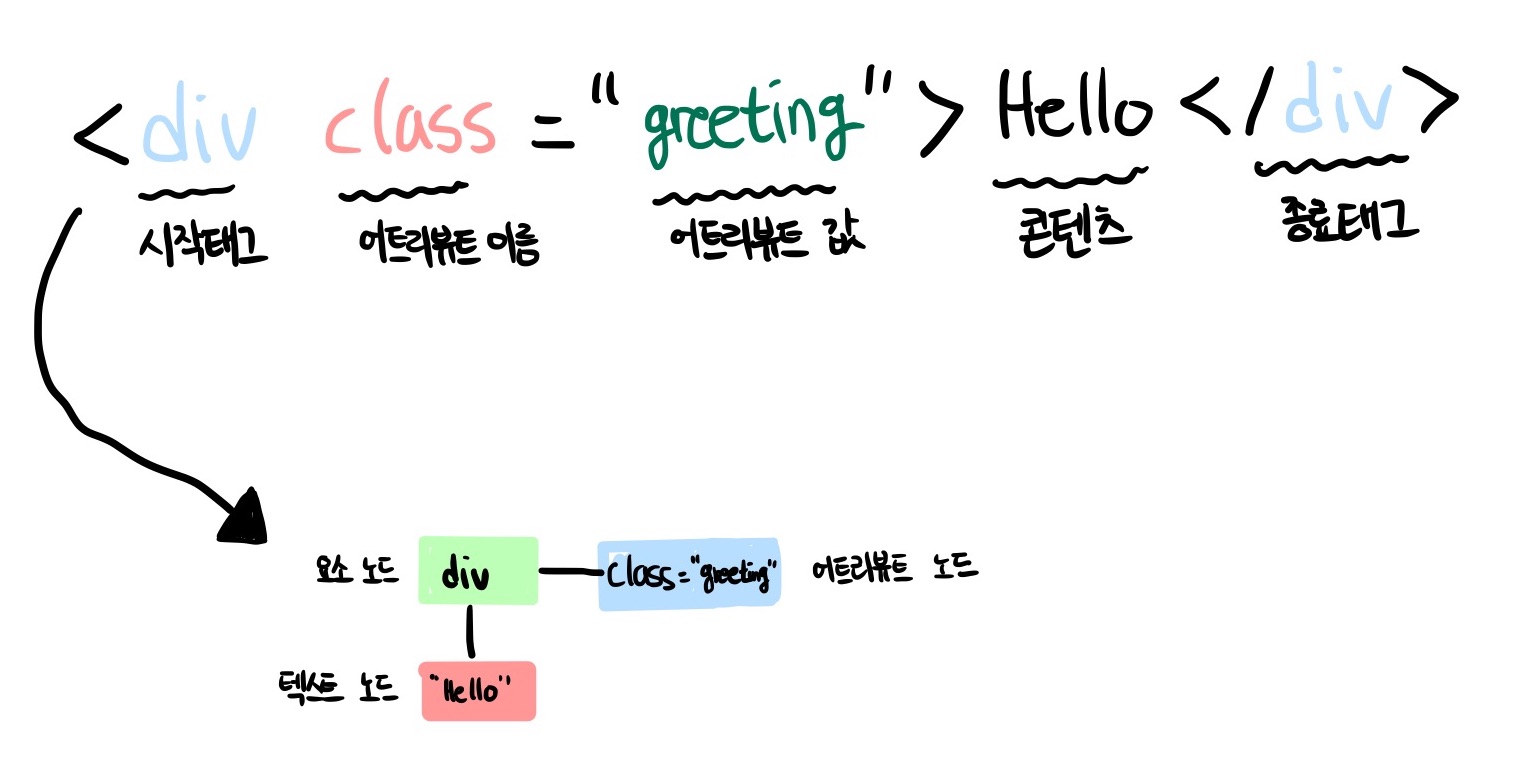 <div class="greeting">Hello</div>
시작태그 어트리뷰트 이름 어트리뷰트 값 콘텐츠 종료태그
요소 노드 div class="greeting" 어트리뷰트 노드
텍스트 노드 "Hello"